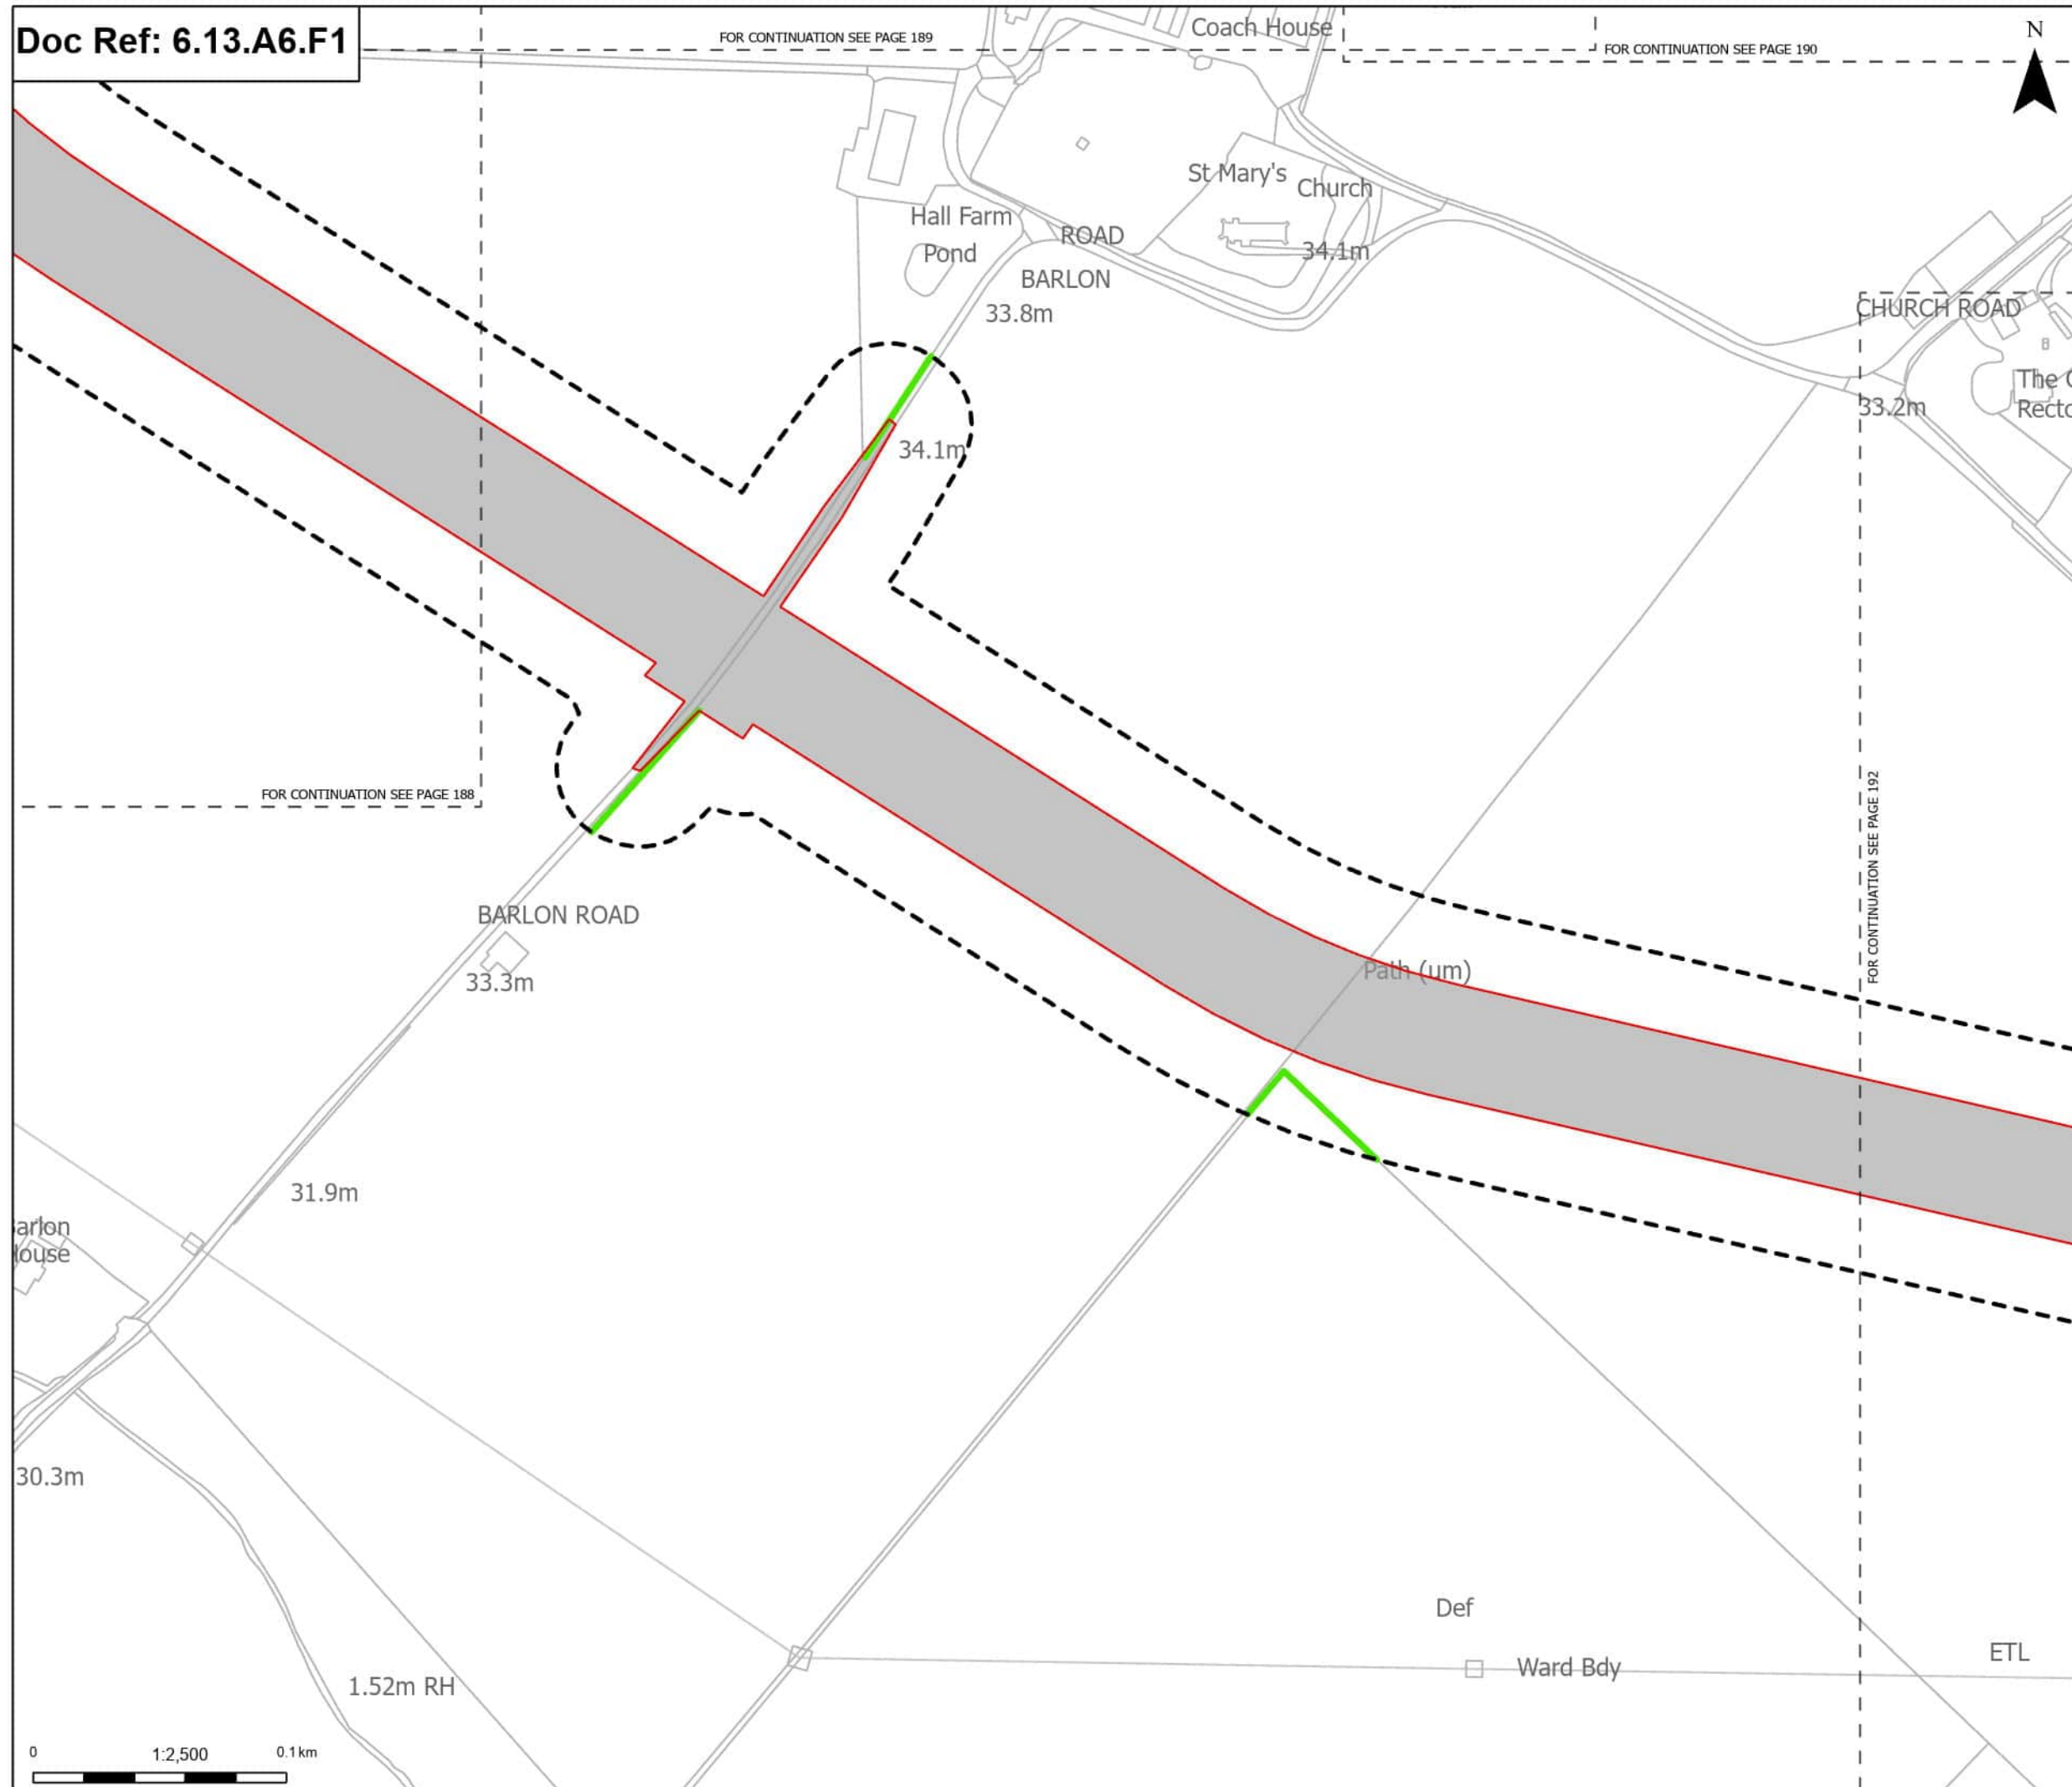 Doc Ref: 6.13.A6.F1
FOR CONTINUATION SEE PAGE 189
Coach House
FOR CONTINUATION SEE PAGE 190
N
St Mary's
Church
Hall Farm
Pond
ROAD
34.1m
BARLON
33.8m
CHURCH ROAD
The
33.2m
34.1m
FOR CONTINUATION SEE PAGE 188
FOR CONTINUATION SEE PAGE 192
BARLON ROAD
33.3m
Path (um)
31.9m
arlon
ouse
30.3m
Def
Ward Bdy
ETL
1.52m RH
0
1:2,500
0.1 km